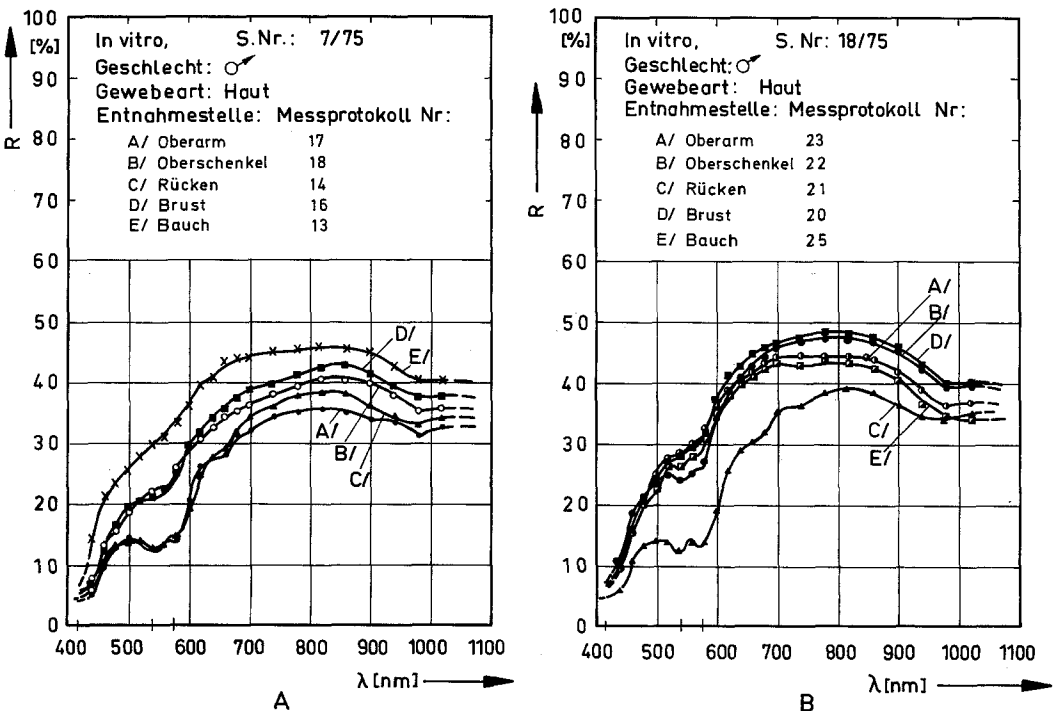 100
[%]
90
80
70
60
50
40
30
20
10
0
R
In vitro, S.Nr.: 7/75
Geschlecht: ♂
Gewebeart: Haut
Entnahmestelle: Messprotokoll Nr:
A/ Oberarm 17
B/ Oberschenkel 18
C/ Rücken 14
D/ Brust 16
E/ Bauch 13
D/
E/
A/
B/
C/
400 500 600 700 800 900 1000 1100
λ [nm]
A
100
[%]
90
80
70
60
50
40
30
20
10
0
R
In vitro, S. Nr: 18/75
Geschlecht: ♂
Gewebeart: Haut
Entnahmestelle: Messprotokoll Nr:
A/ Oberarm 23
B/ Oberschenkel 22
C/ Rücken 21
D/ Brust 20
E/ Bauch 25
A/
B/
D/
C/
E/
400 500 600 700 800 900 1000 1100
λ [nm]
B